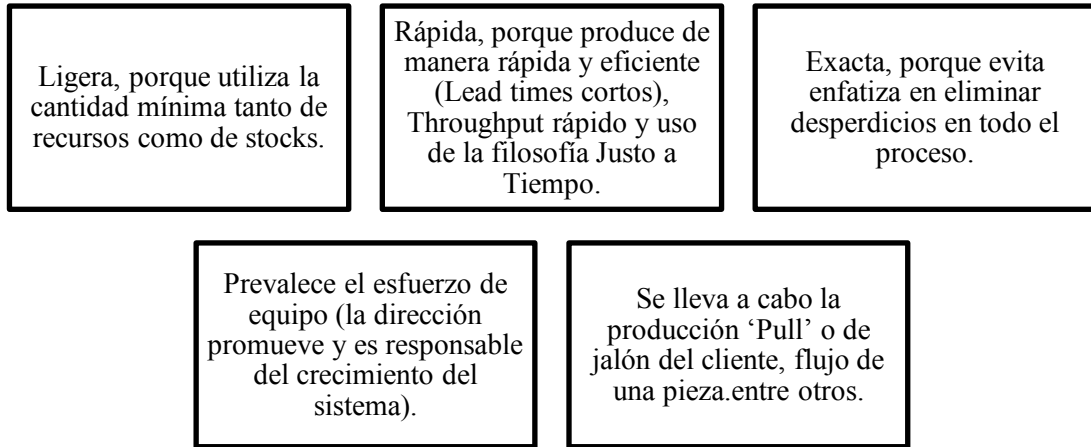 Ligera, porque utiliza la
cantidad mínima tanto de
recursos como de stocks.
Rápida, porque produce de
manera rápida y eficiente
(Lead times cortos),
Throughput rápido y uso
de la filosofía Justo a
Tiempo.
Exacta, porque evita
enfatiza en eliminar
desperdicios en todo el
proceso.
Prevalece el esfuerzo de
equipo (la dirección
promueve y es responsable
del crecimiento del
sistema).
Se lleva a cabo la
producción ‘Pull’ o de
jalón del cliente, flujo de
una pieza.entre otros.